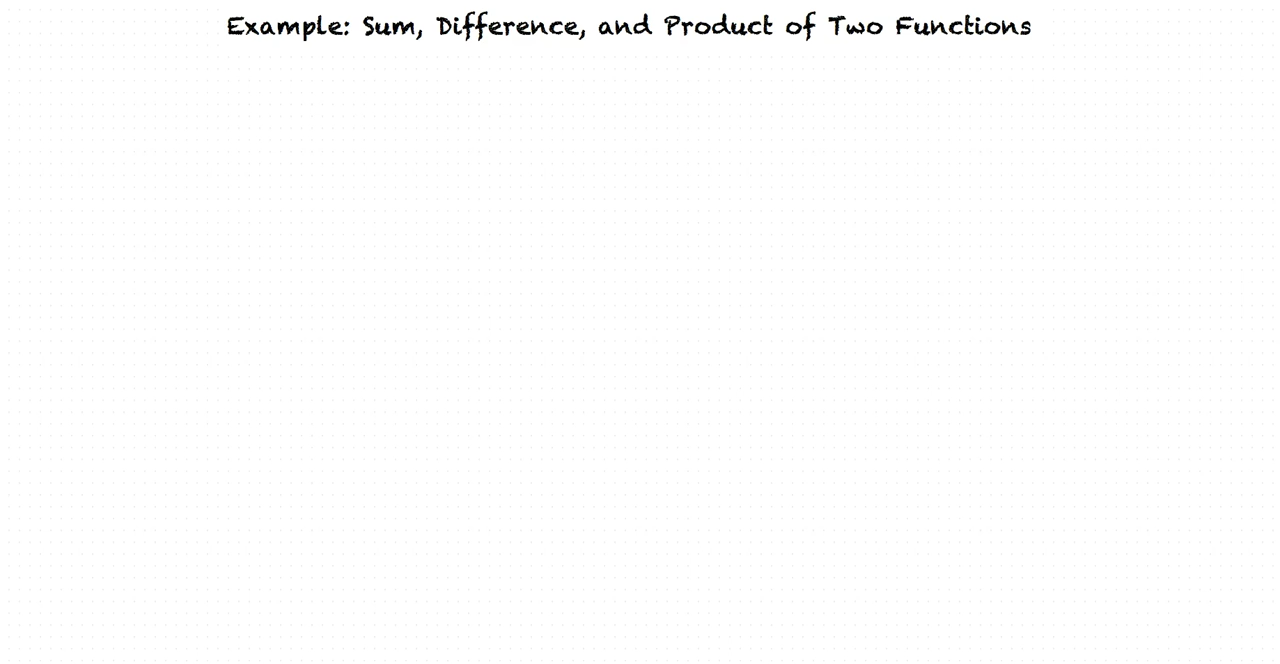 Example: Sum, Difference, and Product of Two Functions